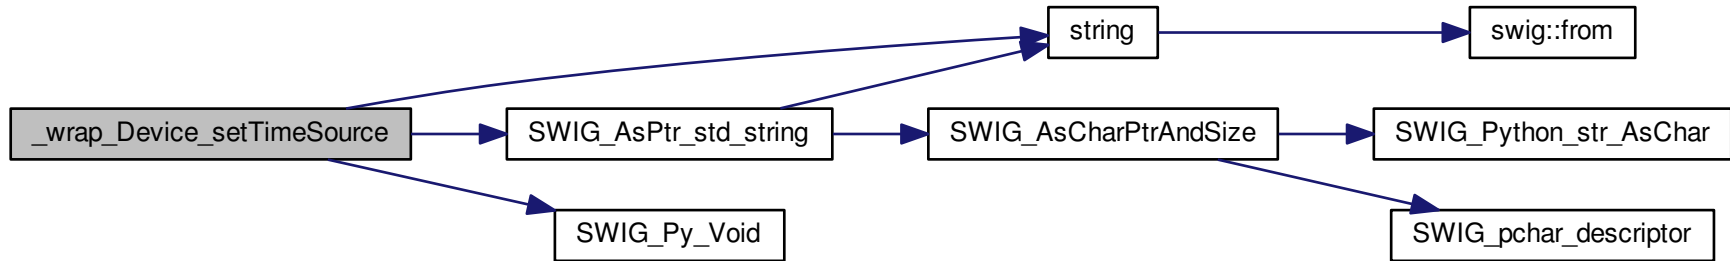 string
swig::from
_wrap_Device_setTimeSource
SWIG_AsPtr_std_string
SWIG_AsCharPtrAndSize
SWIG_Python_str_AsChar
SWIG_Py_Void
SWIG_pchar_descriptor